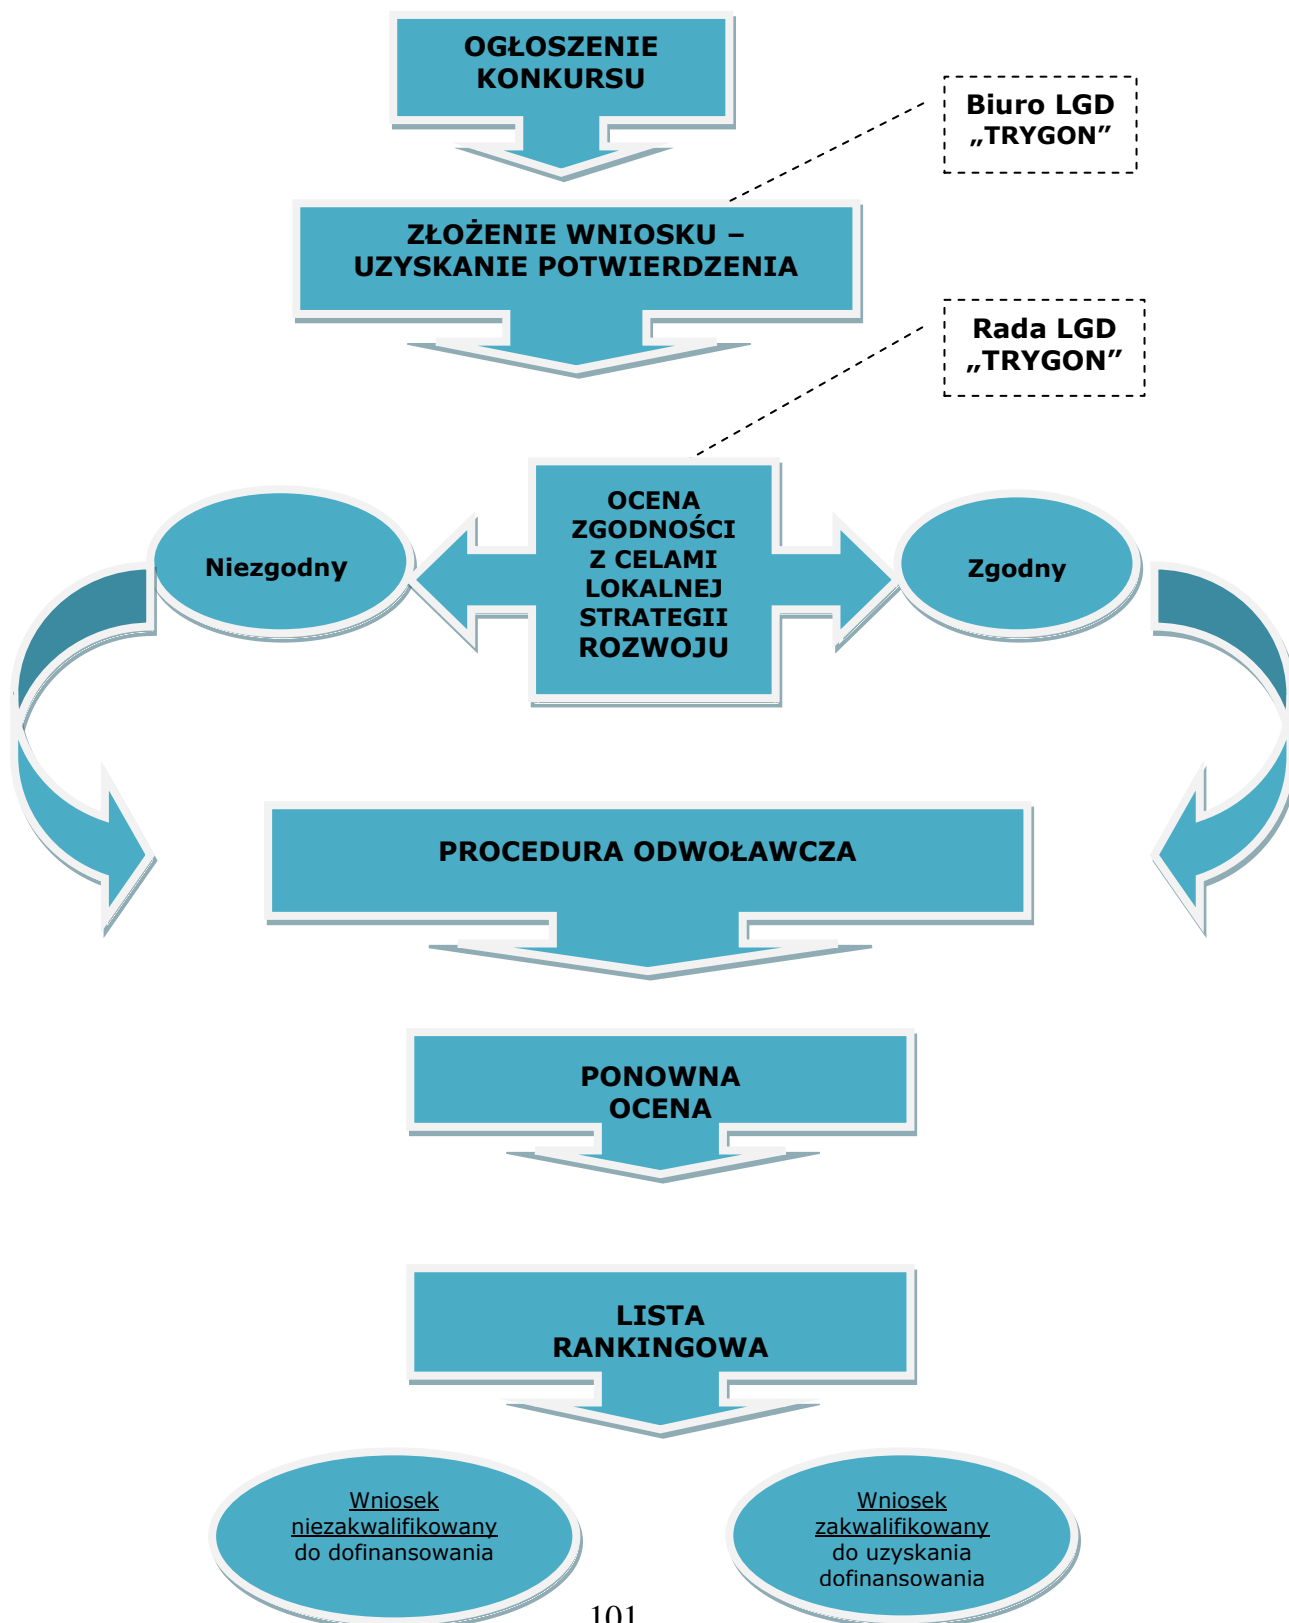 OGŁOSZENIE
KONKURSU
Biuro LGD
„TRYGON”
ZŁOŻENIE WNIOSKU –
UZYSKANIE POTWIERDZENIA
Rada LGD
„TRYGON”
OCENA
ZGODNOŚCI
Z CELAMI
LOKALNEJ
STRATEGII
ROZWOJU
Niezgodny
Zgodny
PROCEDURA ODWOŁAWCZA
PONOWNA
OCENA
LISTA
RANKINGOWA
Wniosek
niezakwalifikowany
do dofinansowania
Wniosek
zakwalifikowany
do uzyskania
dofinansowania
101